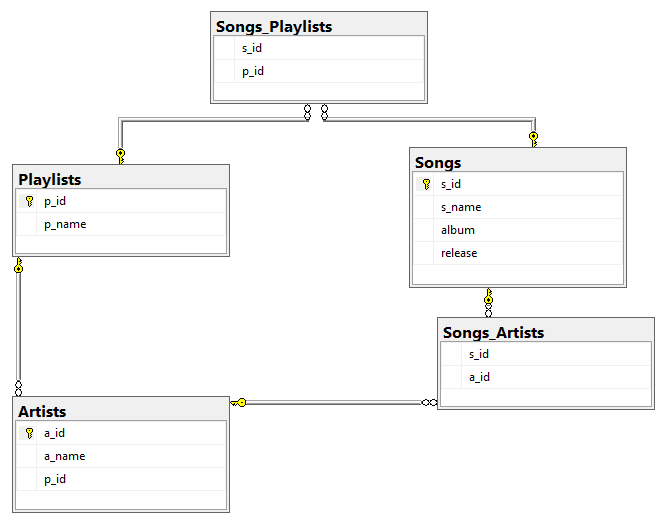 Songs_Playlists
s_id
p_id
Playlists
p_id
p_name
Songs
s_id
s_name
album
release
Songs_Artists
s_id
a_id
Artists
a_id
a_name
p_id